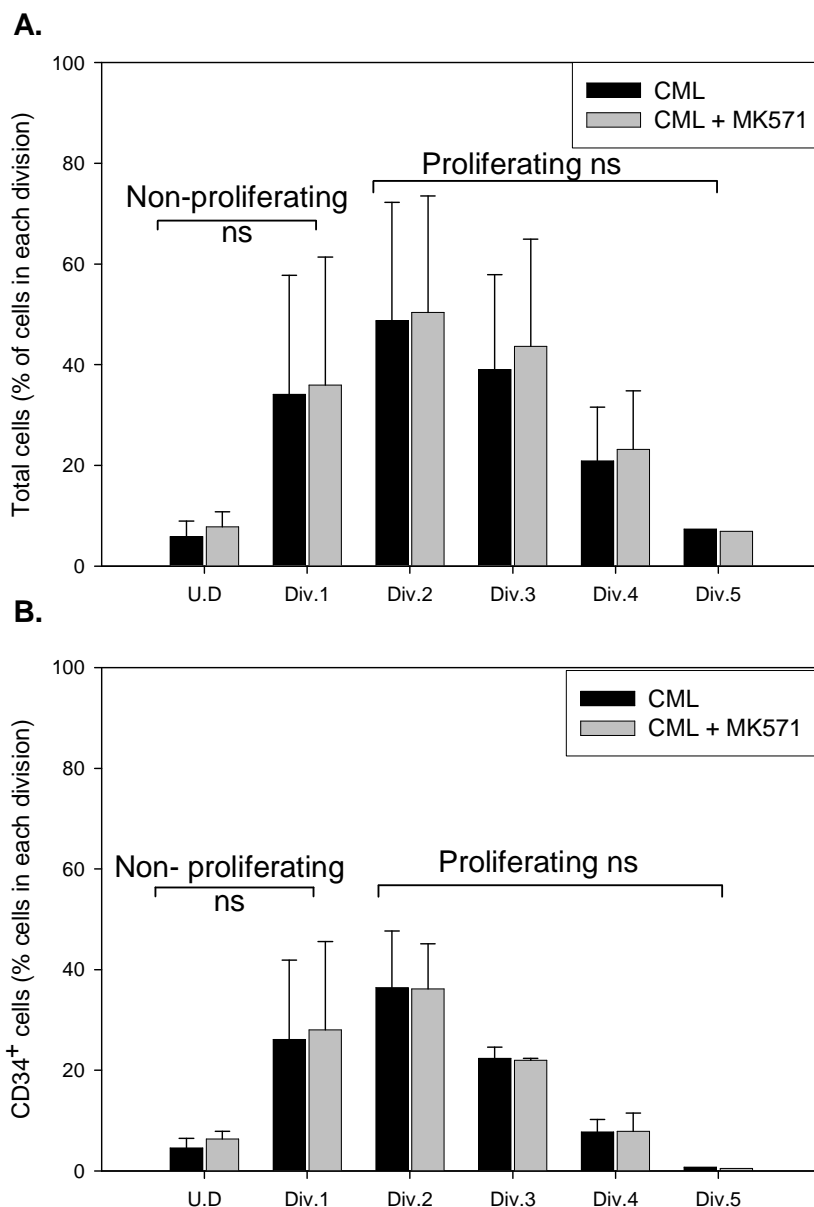 A.
100
80
60
40
20
0
Total cells (% of cells in each division)
CML
CML + MK571
Non-proliferating
ns
Proliferating ns
U.D Div.1 Div.2 Div.3 Div.4 Div.5
B.
100
80
60
40
20
0
CD34⁺ cells (% cells in each division)
CML
CML + MK571
Non- proliferating
ns
Proliferating ns
U.D Div.1 Div.2 Div.3 Div.4 Div.5